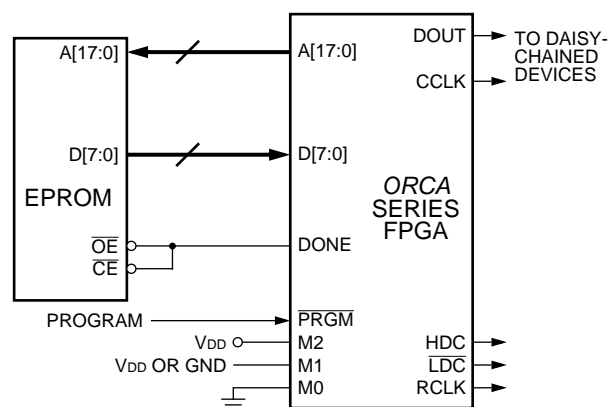 A[17:0]
D[7:0]
EPROM
OE
CE
A[17:0]
D[7:0]
DONE
PRGM
M2
M1
M0
DOUT
CCLK
ORCA
SERIES
FPGA
HDC
LDC
RCLK
TO DAISY-
CHAINED
DEVICES
PROGRAM
VDD
VDD OR GND